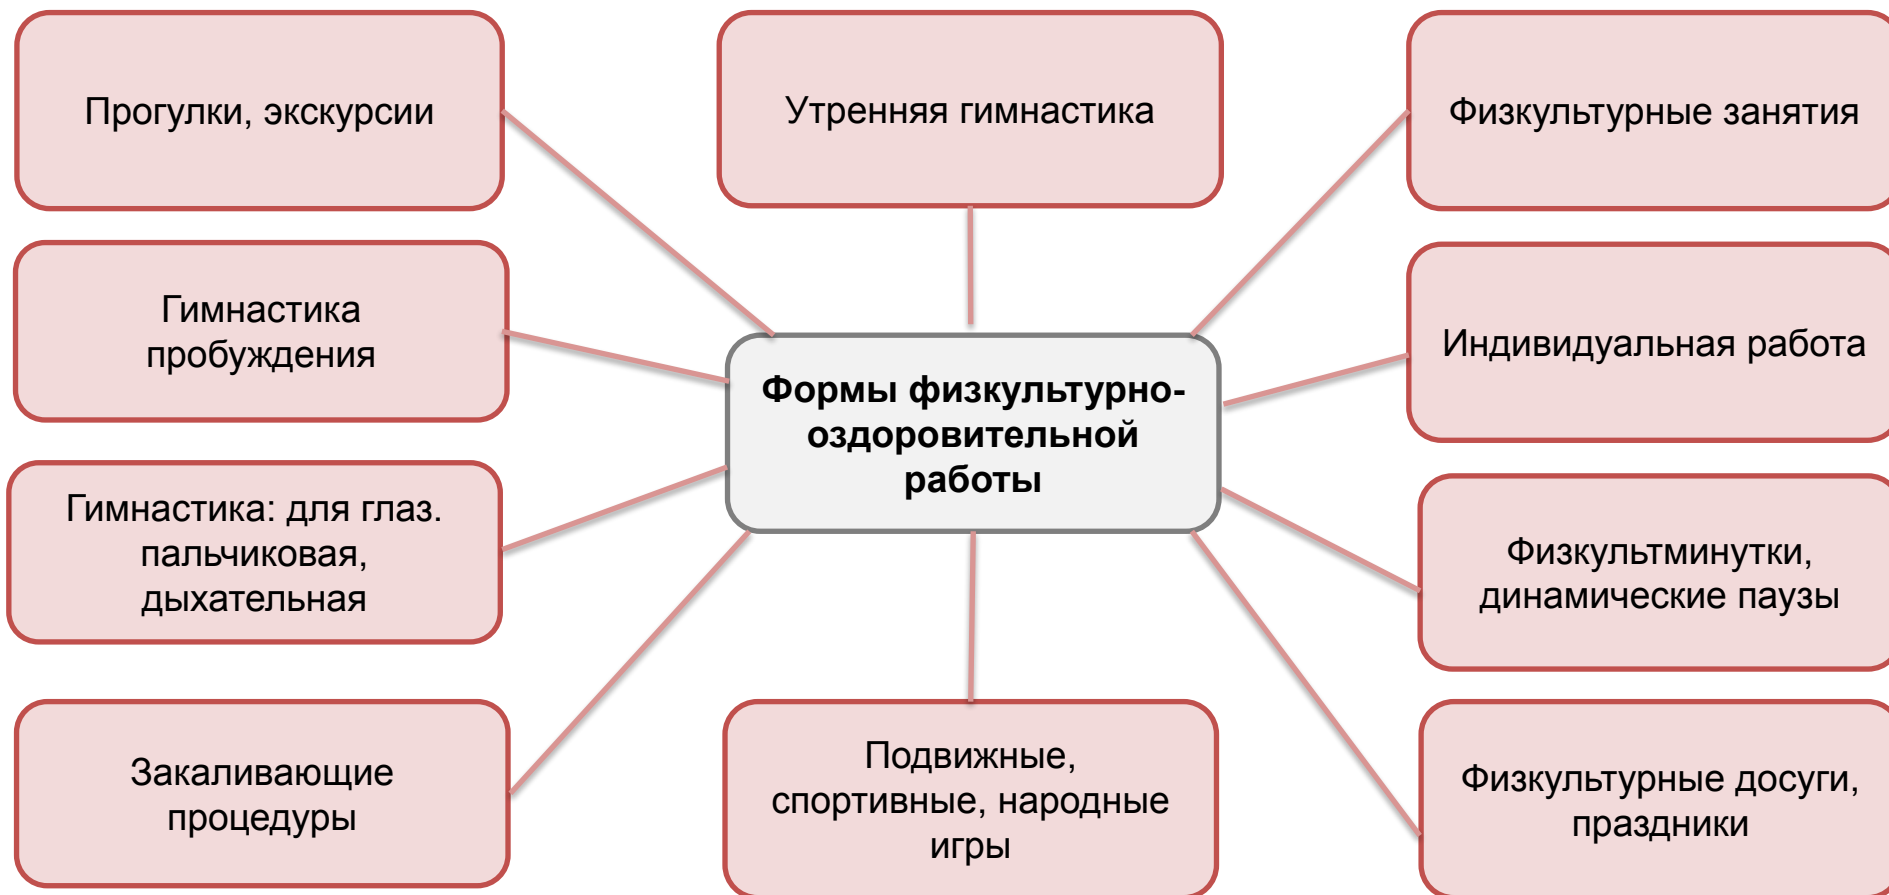 Прогулки, экскурсии
Утренняя гимнастика
Физкультурные занятия
Гимнастика
пробуждения
Индивидуальная работа
Формы физкультурно-
оздоровительной
работы
Гимнастика: для глаз.
пальчиковая,
дыхательная
Физкультминутки,
динамические паузы
Закаливающие
процедуры
Подвижные,
спортивные, народные
игры
Физкультурные досуги,
праздники